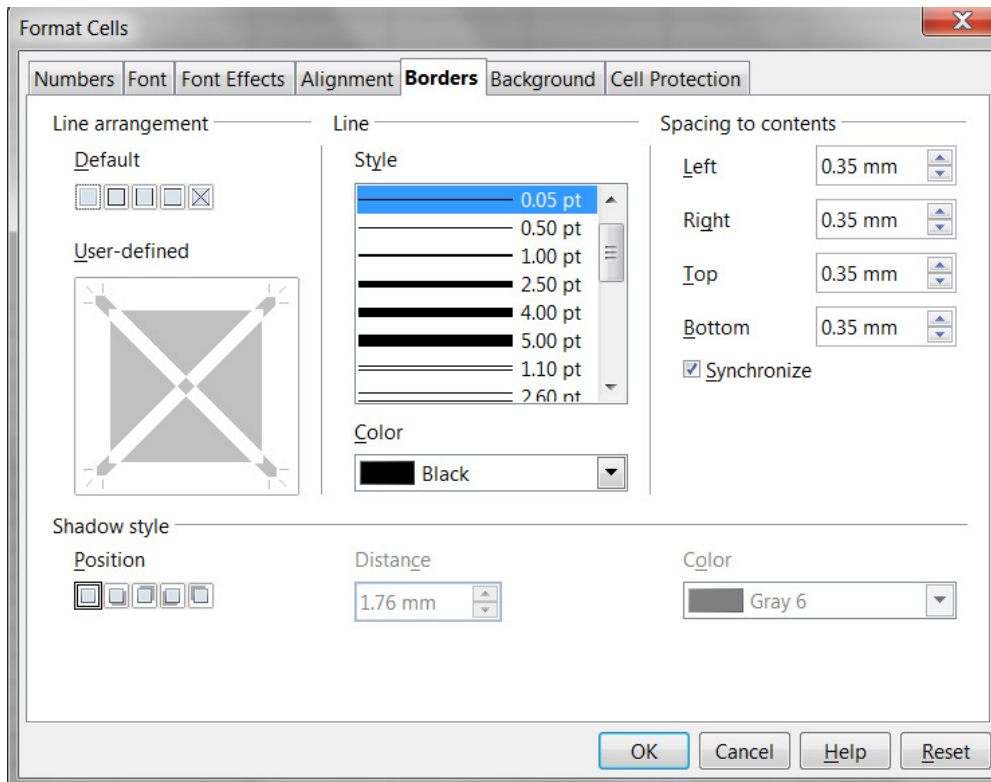 Format Cells
Numbers Font Font Effects Alignment Borders Background Cell Protection
Line arrangement
Default
User-defined
Line
Style
0.05 pt
0.50 pt
1.00 pt
2.50 pt
4.00 pt
5.00 pt
1.10 pt
2.60 pt
Color
Black
Spacing to contents
Left 0.35 mm
Right 0.35 mm
Top 0.35 mm
Bottom 0.35 mm
Synchronize
Shadow style
Position
Distance
1.76 mm
Color
Gray 6
OK Cancel Help Reset